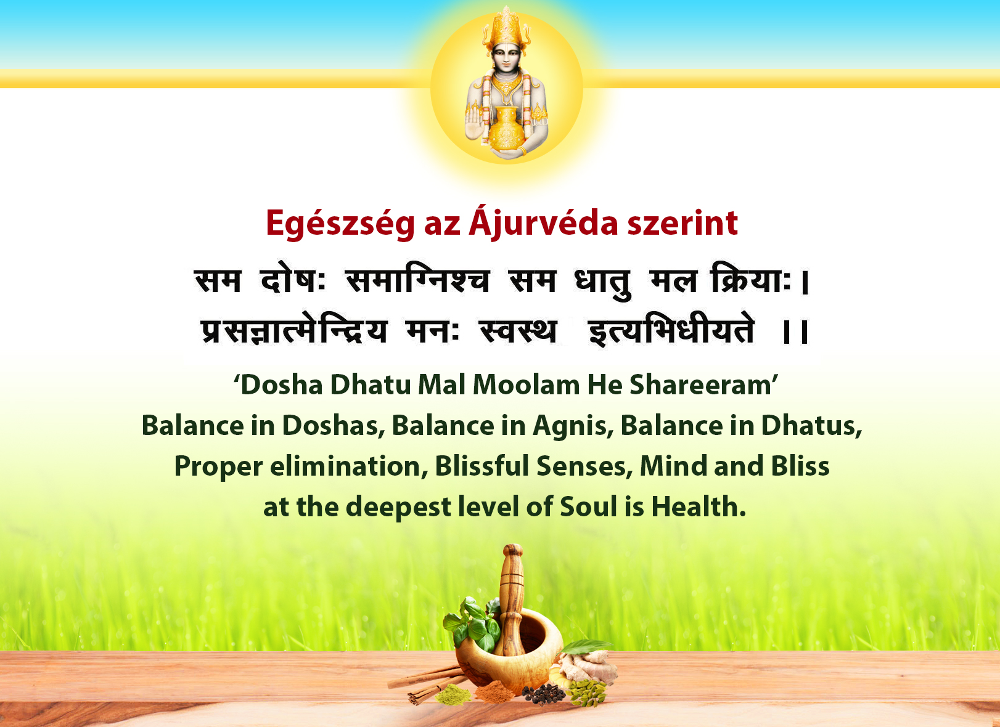 Egészség az Ájurvéda szerint
सम दोषः समाग्निश्च सम धातु मल क्रियाः।
प्रसन्नात्मेन्द्रिय मनः स्वस्थ इत्यभिधीयते ।।
‘Dosha Dhatu Mal Moolam He Shareeram’
Balance in Doshas, Balance in Agnis, Balance in Dhatus,
Proper elimination, Blissful Senses, Mind and Bliss
at the deepest level of Soul is Health.